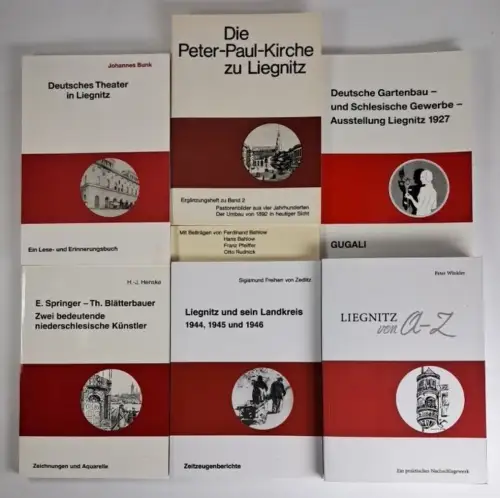 Johannes Bunk
Deutsches Theater
in Liegnitz
Ein Lese- und Erinnerungsbuch
Die
Peter-Paul-Kirche
zu Liegnitz
Ergänzungsheft zu Band 2
Pastorenbilder aus vier Jahrhunderten
Der Umbau von 1892 in heutiger Sicht
Mit Beiträgen von Ferdinand Bahlow
Hans Bahlow
Franz Pfeifali
Otto Rudnick
Deutsche Gartenbau –
und Schlesische Gewerbe –
Ausstellung Liegnitz 1927
GUGALI
H.-J. Henske
E. Springer – Th. Blätterbauer
Zwei bedeutende
niederschlesische Künstler
Zeichnungen und Aquarelle
Sigismund Freiherr von Zedlitz
Liegnitz und sein Landkreis
1944, 1945 und 1946
Zeitzeugenberichte
Peter Winkler
LIEGNITZ
von A–Z
Ein praktisches Nachschlagewerk